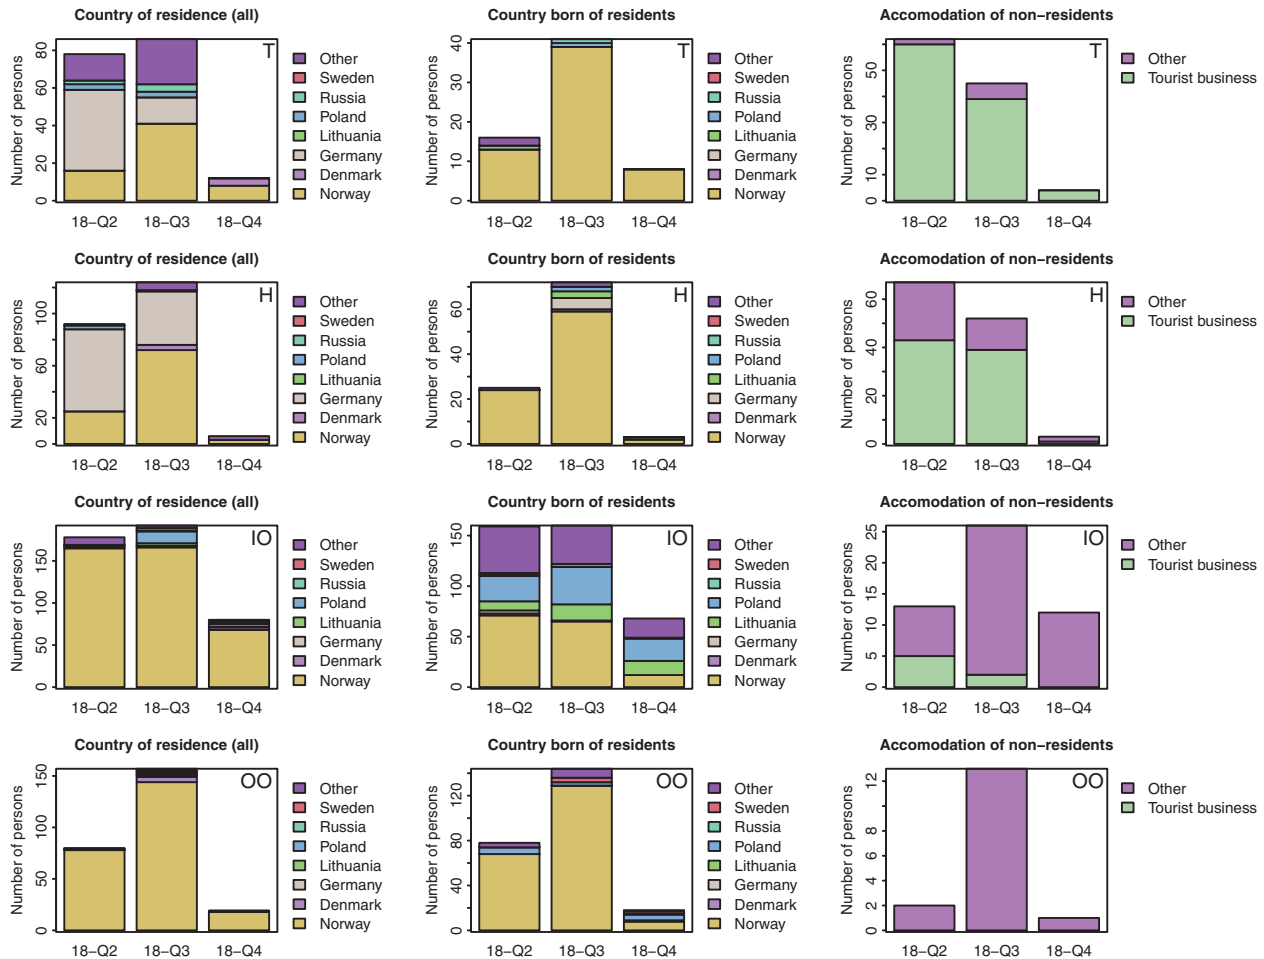 Country of residence (all)
Number of persons
0 20 40 60 80
T
18−Q2 18−Q3 18−Q4
Other
Sweden
Russia
Poland
Lithuania
Germany
Denmark
Norway
Country born of residents
Number of persons
0 10 20 30 40
T
18−Q2 18−Q3 18−Q4
Other
Sweden
Russia
Poland
Lithuania
Germany
Denmark
Norway
Accomodation of non−residents
Number of persons
0 10 30 50
T
18−Q2 18−Q3 18−Q4
Other
Tourist business
Country of residence (all)
Number of persons
0 20 60 100
H
18−Q2 18−Q3 18−Q4
Other
Sweden
Russia
Poland
Lithuania
Germany
Denmark
Norway
Country born of residents
Number of persons
0 20 40 60
H
18−Q2 18−Q3 18−Q4
Other
Sweden
Russia
Poland
Lithuania
Germany
Denmark
Norway
Accomodation of non−residents
Number of persons
0 20 40 60
H
18−Q2 18−Q3 18−Q4
Other
Tourist business
Country of residence (all)
Number of persons
0 50 100 150
IO
18−Q2 18−Q3 18−Q4
Other
Sweden
Russia
Poland
Lithuania
Germany
Denmark
Norway
Country born of residents
Number of persons
0 50 100 150
IO
18−Q2 18−Q3 18−Q4
Other
Sweden
Russia
Poland
Lithuania
Germany
Denmark
Norway
Accomodation of non−residents
Number of persons
0 5 10 15 20 25
IO
18−Q2 18−Q3 18−Q4
Other
Tourist business
Country of residence (all)
Number of persons
0 50 100 150
OO
18−Q2 18−Q3 18−Q4
Other
Sweden
Russia
Poland
Lithuania
Germany
Denmark
Norway
Country born of residents
Number of persons
0 40 80 120
OO
18−Q2 18−Q3 18−Q4
Other
Sweden
Russia
Poland
Lithuania
Germany
Denmark
Norway
Accomodation of non−residents
Number of persons
0 2 4 6 8 12
OO
18−Q2 18−Q3 18−Q4
Other
Tourist business